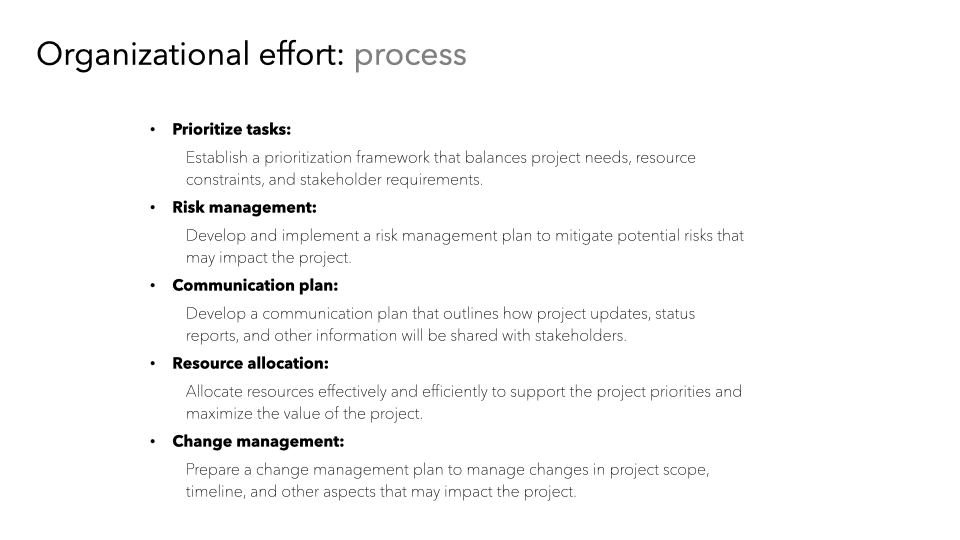 Organizational effort: process
• Prioritize tasks:
Establish a prioritization framework that balances project needs, resource
constraints, and stakeholder requirements.
• Risk management:
Develop and implement a risk management plan to mitigate potential risks that
may impact the project.
• Communication plan:
Develop a communication plan that outlines how project updates, status
reports, and other information will be shared with stakeholders.
• Resource allocation:
Allocate resources effectively and efficiently to support the project priorities and
maximize the value of the project.
• Change management:
Prepare a change management plan to manage changes in project scope,
timeline, and other aspects that may impact the project.